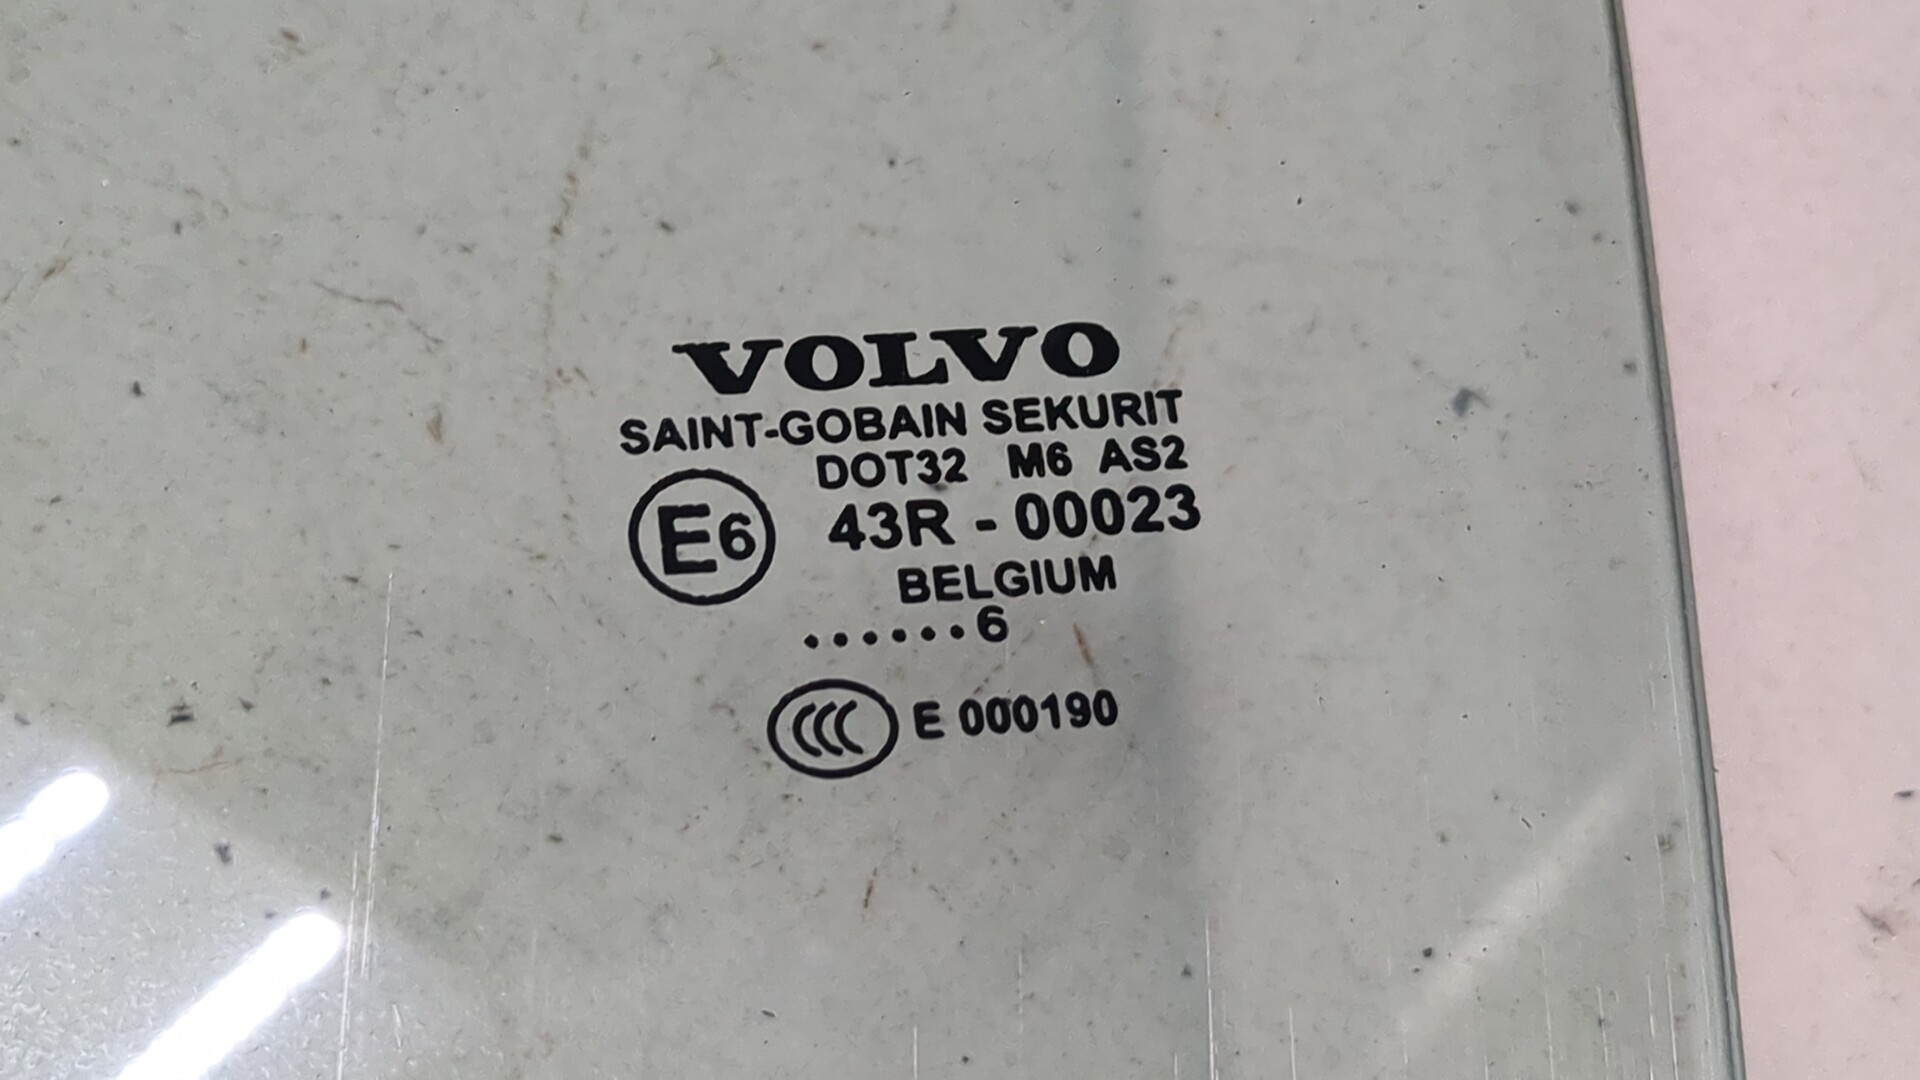 VOLVO
SAINT-GOBAIN SEKURIT
DOT32 M6 AS2
E6 43R - 00023
BELGIUM
......6
CCC E 000190